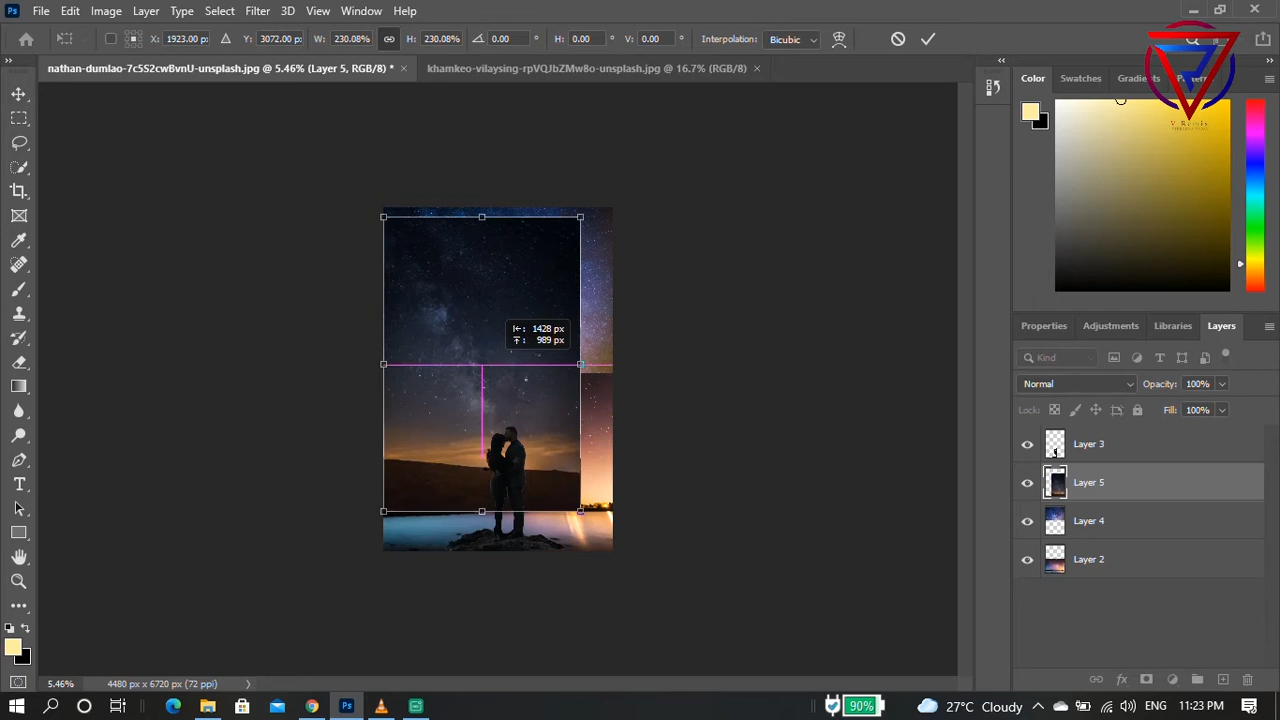 Ps File Edit Image Layer Type Select Filter 3D View Window Help
X: 1923.00 px Y: 3072.00 px W: 230.08% H: 230.08% 0.00 ° H: 0.00 ° V: 0.00 ° Interpolation: Bicubic
nathan-dumlao-7c5S2cwBvnU-unsplash.jpg @ 5.46% (Layer 5, RGB/8) * ×
khamkeo-vilaysing-rpVQJbZMw8o-unsplash.jpg @ 16.7% (RGB/8) ×
Color Swatches Gradients
V Remix
1428 px
989 px
Properties Adjustments Libraries Layers
Kind
Normal Opacity: 100%
Lock: Fill: 100%
Layer 3
Layer 5
Layer 4
Layer 2
5.46% 4480 px x 6720 px (72 ppi)
Ps 90% 27°C Cloudy ENG 11:23 PM